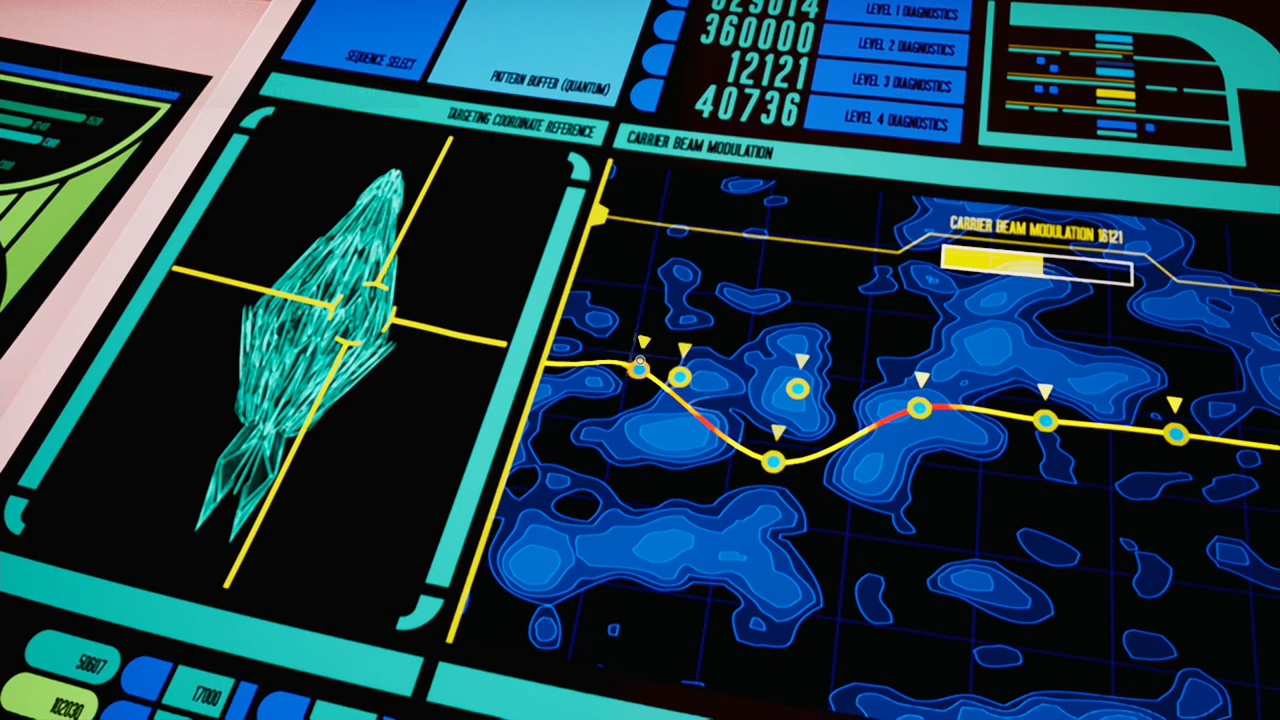 SEQUENCE SELECT
PATTERN BUFFER (QUANTUM)
360000
12121
40736
LEVEL 1 DIAGNOSTICS
LEVEL 2 DIAGNOSTICS
LEVEL 3 DIAGNOSTICS
LEVEL 4 DIAGNOSTICS
TARGETING COORDINATE REFERENCE
CARRIER BEAM MODULATION
CARRIER BEAM MODULATION 16121
50607
102030
17000